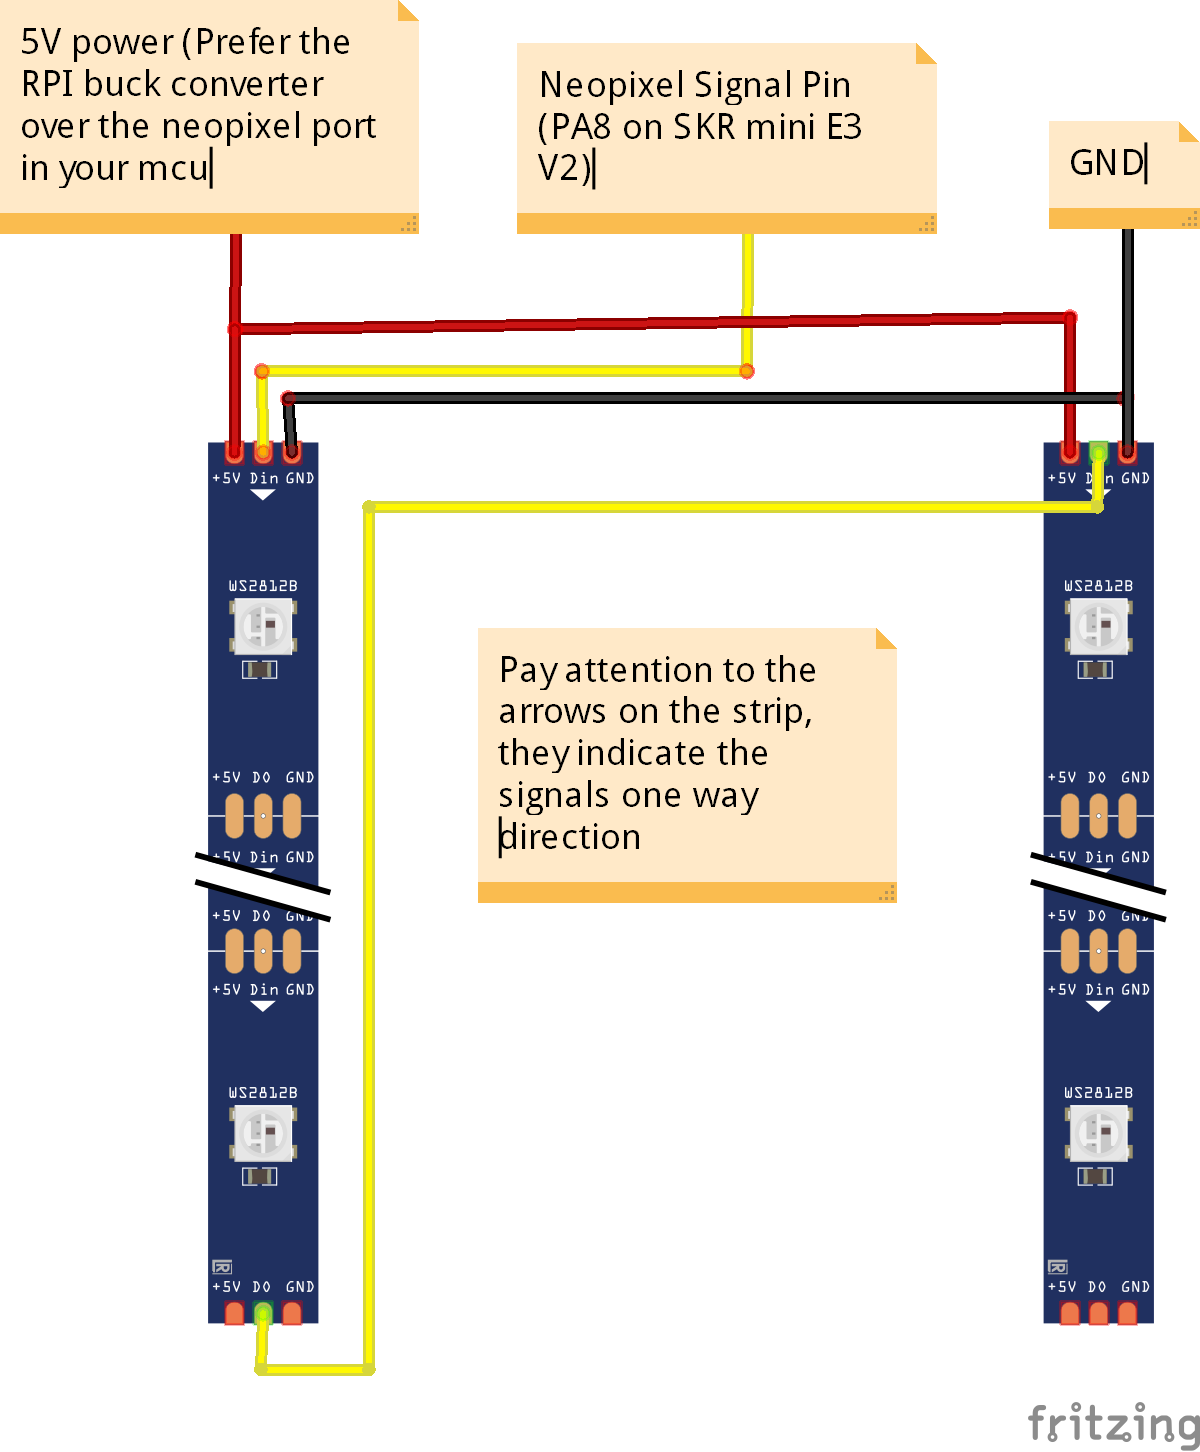 5V power (Prefer the
RPI buck converter
over the neopixel port
in your mcu
Neopixel Signal Pin
(PA8 on SKR mini E3
V2)
GND
+5V Din GND
+5V Din GND
WS2812B
WS2812B
Pay attention to the
arrows on the strip,
they indicate the
signals one way
direction
+5V DO GND
+5V DO GND
+5V Din GND
+5V Din GND
+5V DO GND
+5V DO GND
+5V Din GND
+5V Din GND
WS2812B
WS2812B
+5V DO GND
+5V DO GND
fritzing